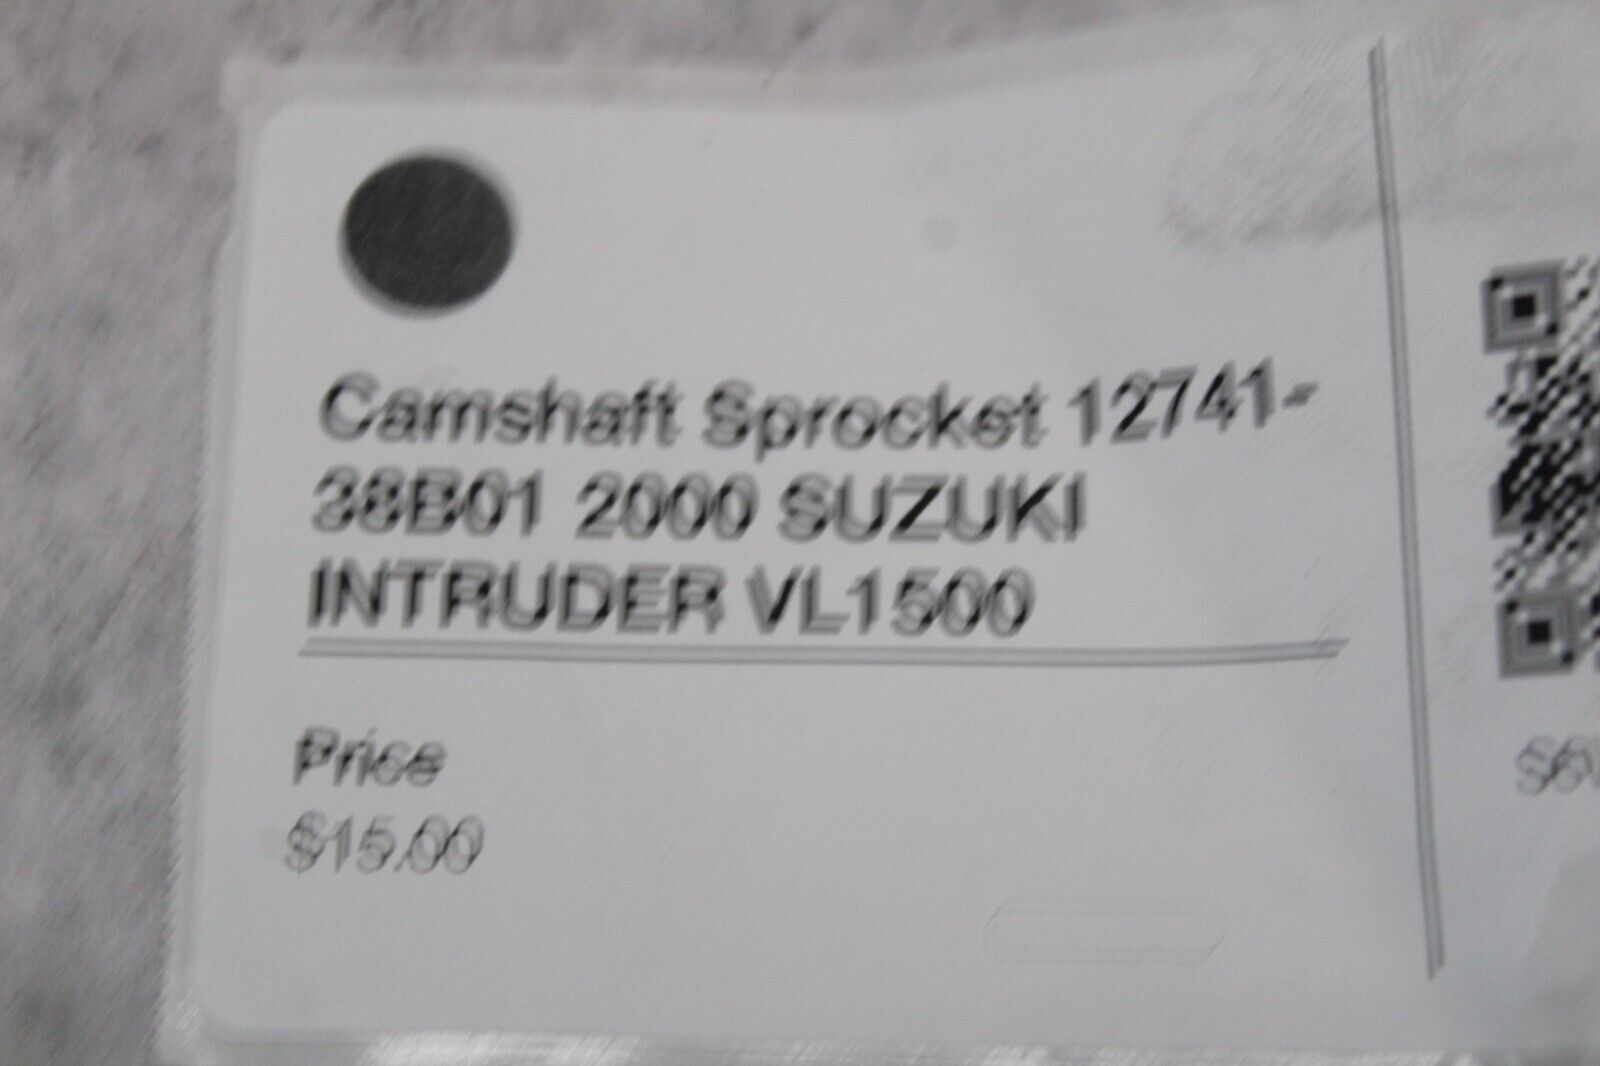 Camshaft Sprocket 12741-
38B01 2000 SUZUKI
INTRUDER VL1500
Price
$15.00